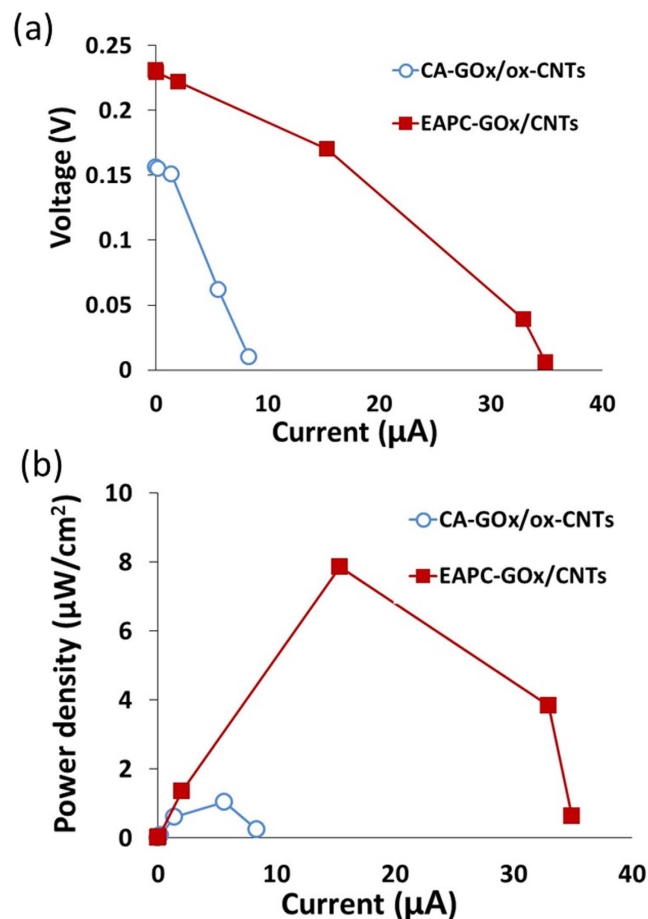 (a)
Voltage (V)
0.25
0.2
0.15
0.1
0.05
0
0 10 20 30 40
Current (µA)
CA-GOx/ox-CNTs
EAPC-GOx/CNTs
(b)
Power density (µW/cm²)
10
8
6
4
2
0
0 10 20 30 40
Current (µA)
CA-GOx/ox-CNTs
EAPC-GOx/CNTs